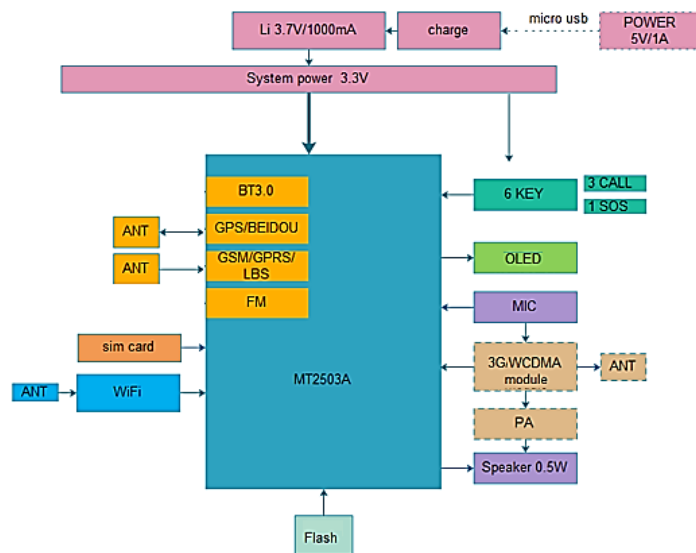 micro usb
Li 3.7V/1000mA
charge
POWER
5V/1A
System power 3.3V
BT3.0
6 KEY
3 CALL
1 SOS
ANT
GPS/BEIDOU
ANT
GSM/GPRS/
LBS
OLED
FM
MIC
sim card
3G/WCDMA
module
ANT
MT2503A
ANT
WiFi
PA
Speaker 0.5W
Flash